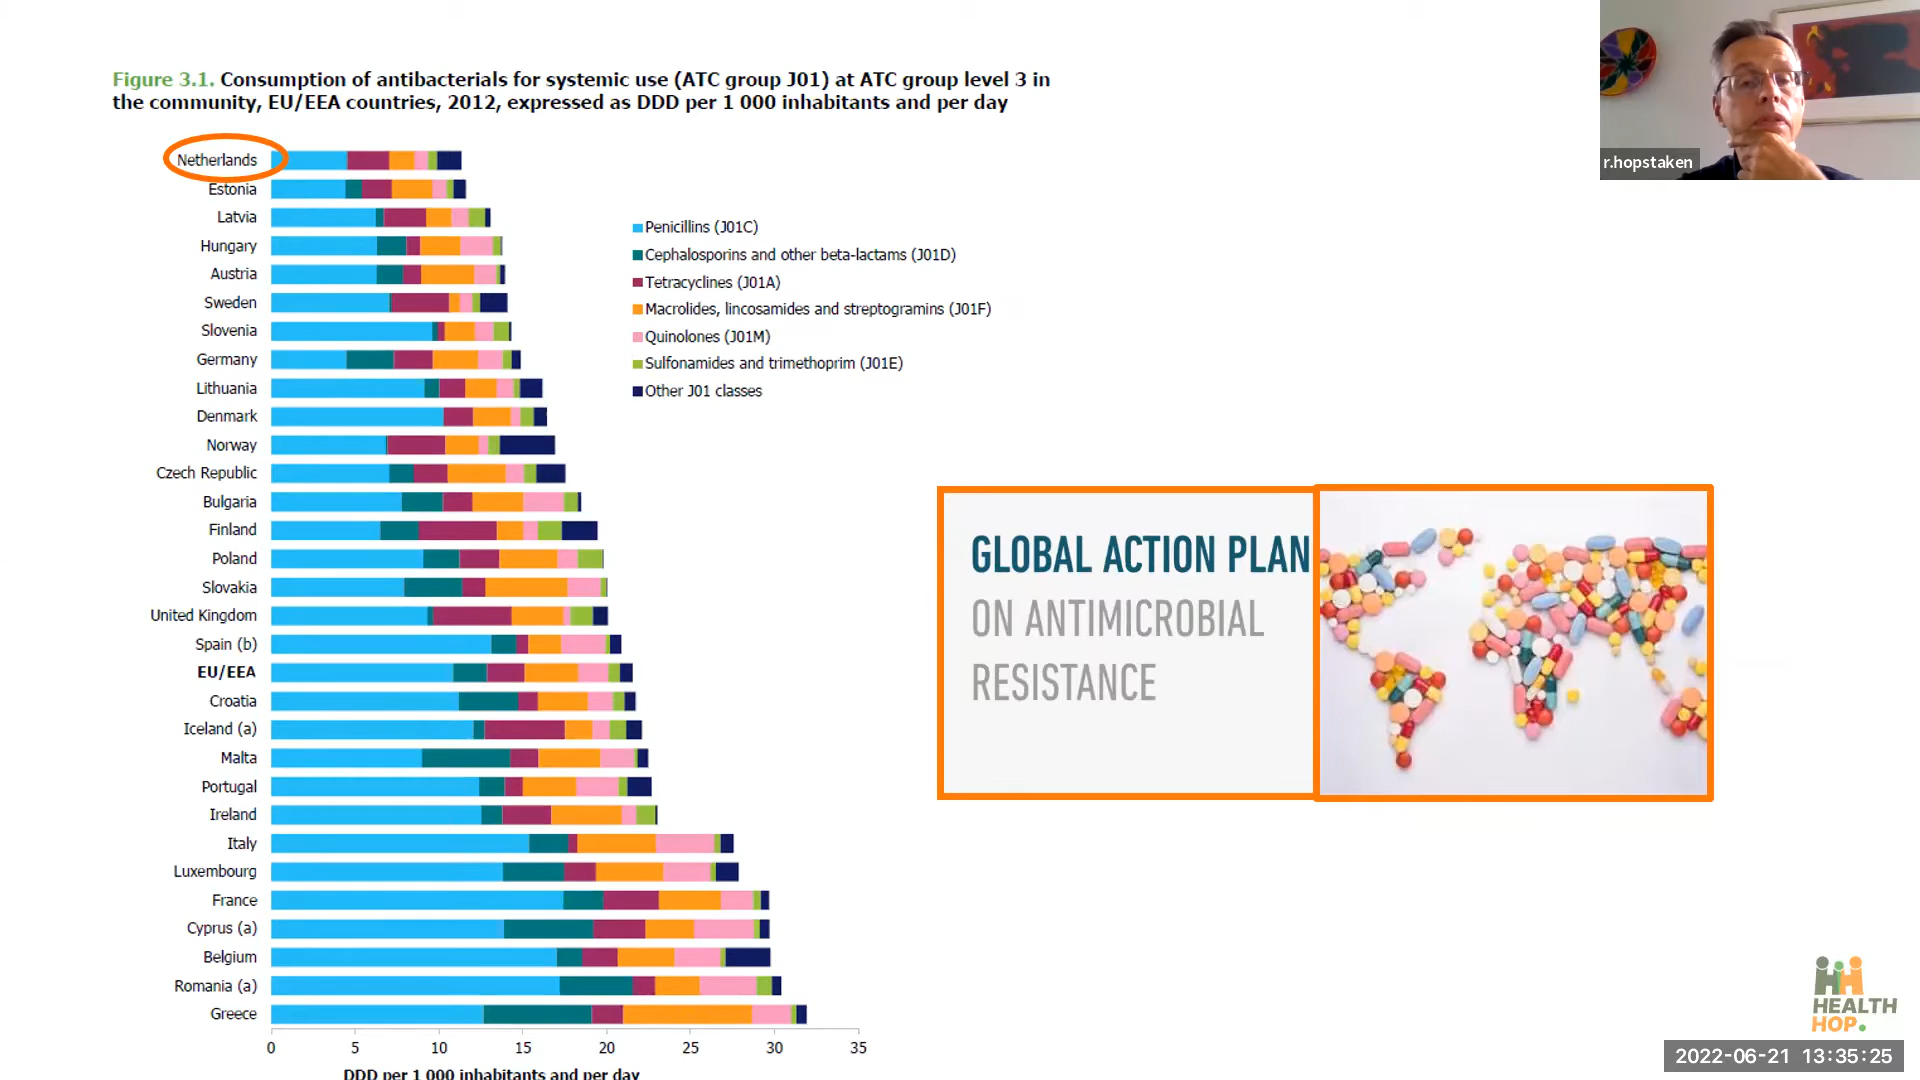 Figure 3.1. Consumption of antibacterials for systemic use (ATC group J01) at ATC group level 3 in
the community, EU/EEA countries, 2012, expressed as DDD per 1 000 inhabitants and per day
r.hopstaken
Netherlands
Estonia
Latvia
Hungary
Austria
Sweden
Slovenia
Germany
Lithuania
Denmark
Norway
Czech Republic
Bulgaria
Finland
Poland
Slovakia
United Kingdom
Spain (b)
EU/EEA
Croatia
Iceland (a)
Malta
Portugal
Ireland
Italy
Luxembourg
France
Cyprus (a)
Belgium
Romania (a)
Greece
0 5 10 15 20 25 30 35
DDD per 1 000 inhabitants and per day
Penicillins (J01C)
Cephalosporins and other beta-lactams (J01D)
Tetracyclines (J01A)
Macrolides, lincosamides and streptogramins (J01F)
Quinolones (J01M)
Sulfonamides and trimethoprim (J01E)
Other J01 classes
GLOBAL ACTION PLAN
ON ANTIMICROBIAL
RESISTANCE
HEALTH
HOP.
2022-06-21 13:35:25